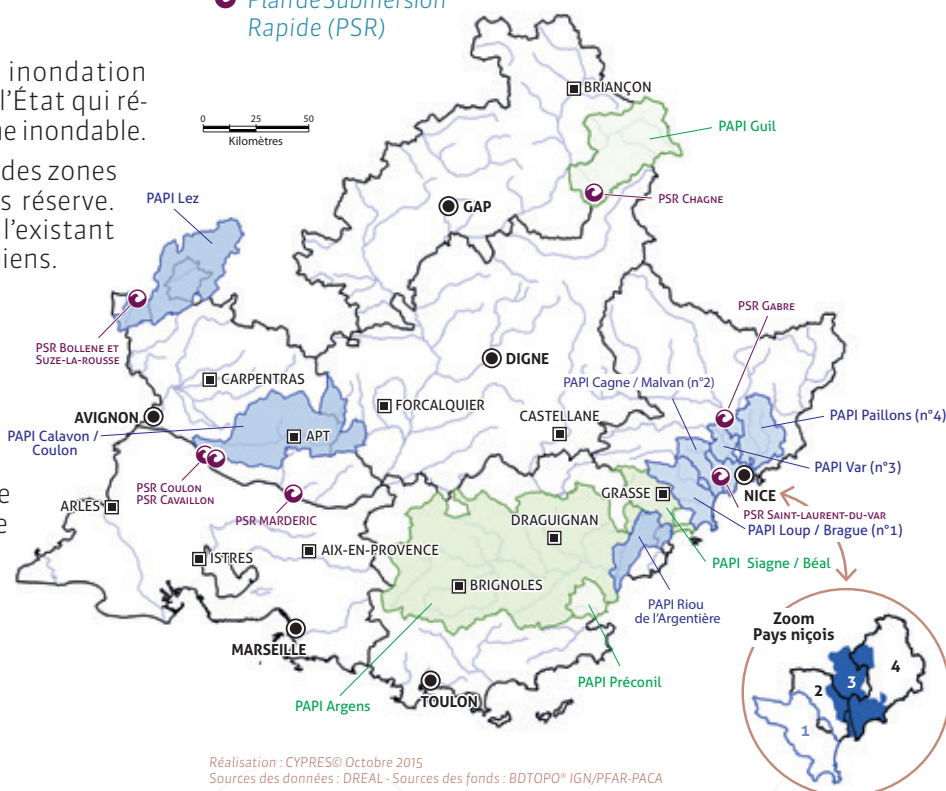 Plan de Submersion
Rapide (PSR)
inondation
l'État qui ré-
ne inondable.
des zones
s réserve.
l'existant
iens.
e
e
0 25 50
Kilomètres
BRIANÇON
PAPI Guil
PSR CHAGNE
GAP
PAPI Lez
PSR BOLLENE ET
SUZE-LA-ROUSSE
PSR GABRE
DIGNE
CARPENTRAS
PAPI Cagne / Malvan (n°2)
FORCALQUIER
CASTELLANE
AVIGNON
PAPI Paillons (n°4)
PAPI Calavon /
Coulon
APT
PAPI Var (n°3)
PSR COULON
PSR CAVAILLON
GRASSE
NICE
ARLES
PSR MARDERIC
PSR SAINT-LAURENT-DU-VAR
DRAGUIGNAN
PAPI Loup / Brague (n°1)
ISTRES
AIX-EN-PROVENCE
PAPI Siagne / Béal
BRIGNOLES
PAPI Riou
de l'Argentière
Zoom
Pays niçois
MARSEILLE
4
3
2
1
PAPI Préconil
TOULON
PAPI Argens
Réalisation : CYPRES© Octobre 2015
Sources des données : DREAL - Sources des fonds : BDTOPO® IGN/PFAR-PACA